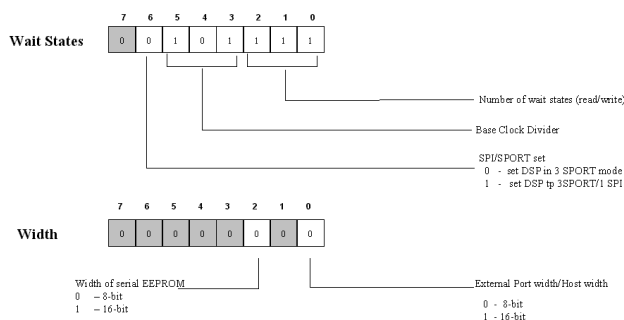 7 6 5 4 3 2 1 0
Wait States 0 0 1 0 1 1 1 1
Number of wait states (read/write)
Base Clock Divider
SPI/SPORT set
0 - set DSP in 3 SPORT mode
1 - set DSP tp 3SPORT/1 SPI
7 6 5 4 3 2 1 0
Width 0 0 0 0 0 0 0 0
Width of serial EEPROM
0 – 8-bit
1 – 16-bit
External Port width/Host width
0 - 8-bit
1 - 16-bit